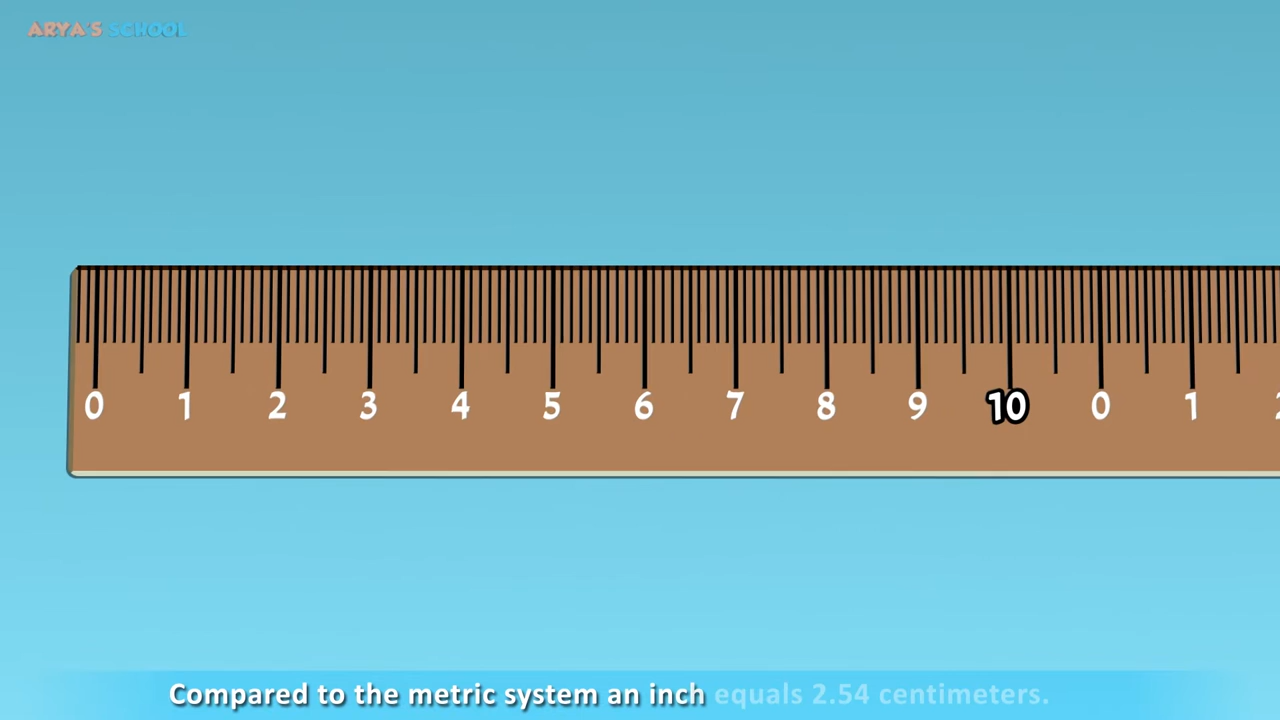 ARYA'S SCHOOL
0 1 2 3 4 5 6 7 8 9 10 0 1
Compared to the metric system an inch equals 2.54 centimeters.